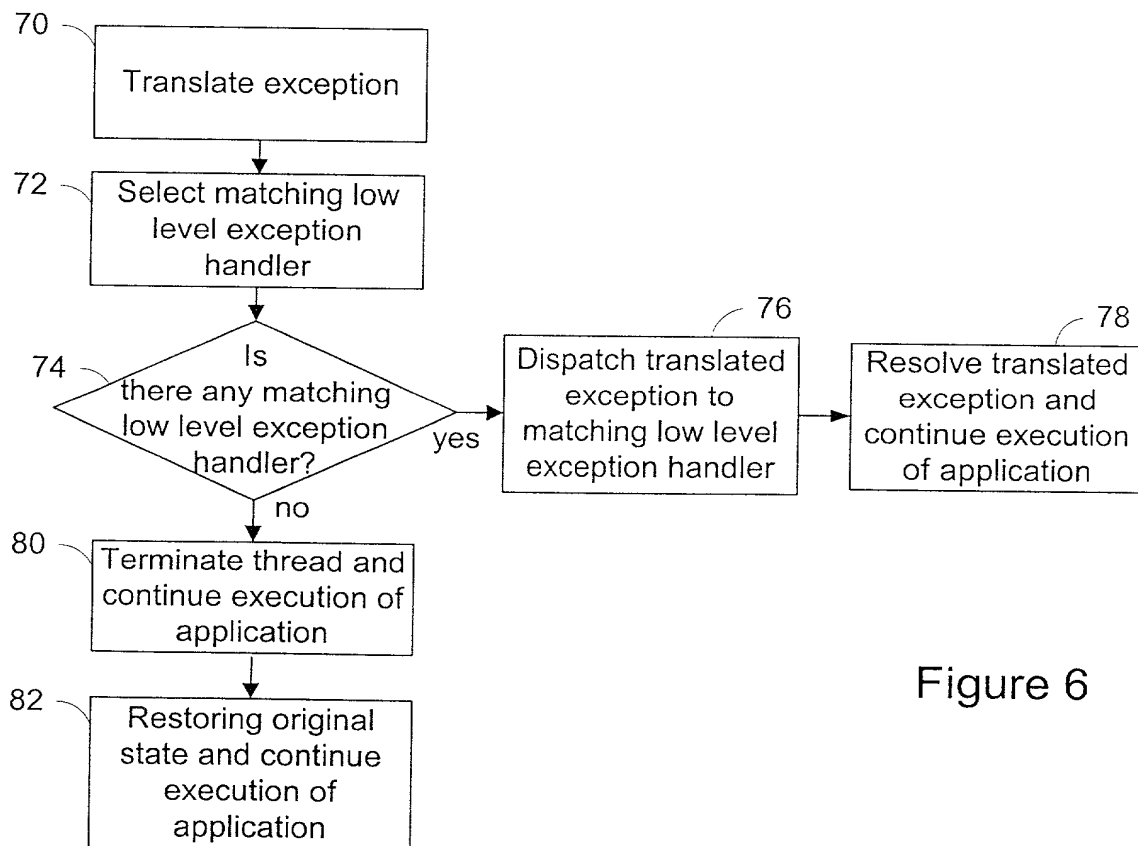 70
Translate exception
72
Select matching low
level exception
handler
74
Is
there any matching
low level exception
handler?
yes
no
76
Dispatch translated
exception to
matching low level
exception handler
78
Resolve translated
exception and
continue execution
of application
80
Terminate thread and
continue execution of
application
82
Restoring original
state and continue
execution of
application
Figure 6